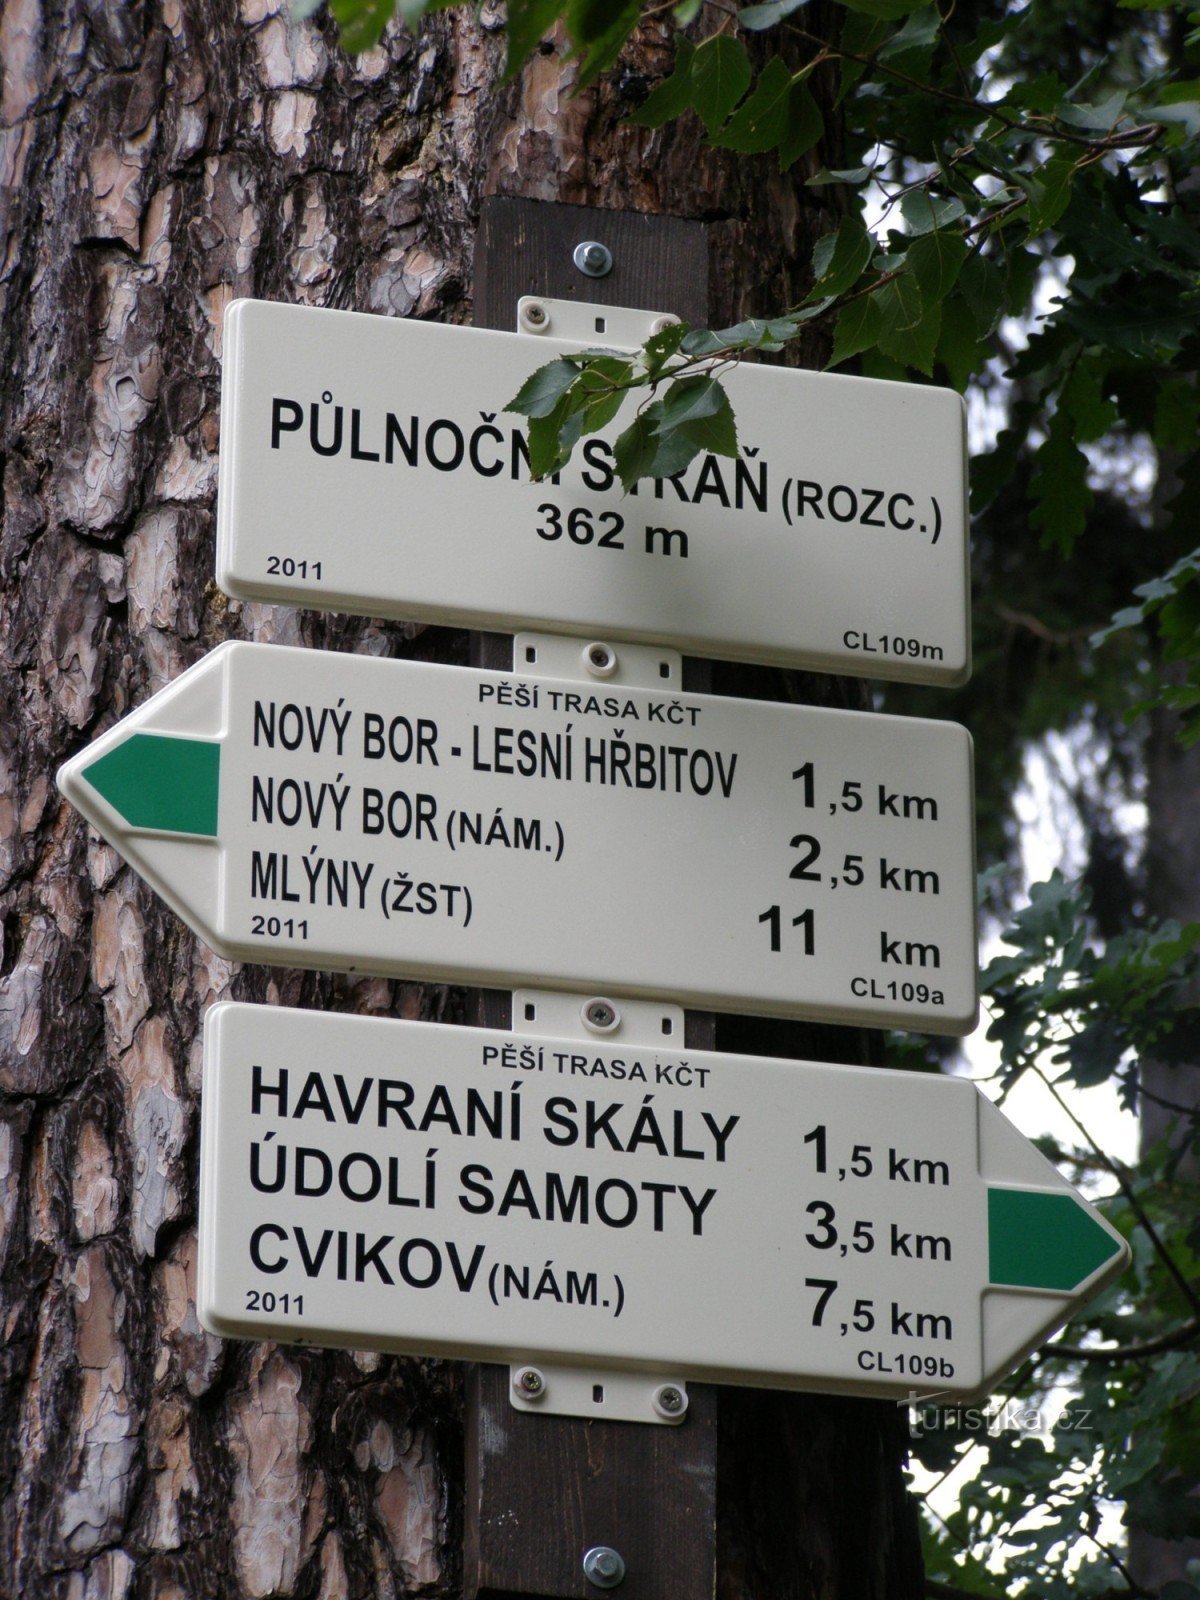 PŮLNOČNÍ STRÁŇ (ROZC.)
362 m
2011
CL109m
PĚŠÍ TRASA KČT
NOVÝ BOR - LESNÍ HŘBITOV 1,5 km
NOVÝ BOR (NÁM.) 2,5 km
MLÝNY (ŽST) 11 km
2011
CL109a
PĚŠÍ TRASA KČT
HAVRANÍ SKÁLY 1,5 km
ÚDOLÍ SAMOTY 3,5 km
CVIKOV (NÁM.) 7,5 km
2011
CL109b
Turistika.cz